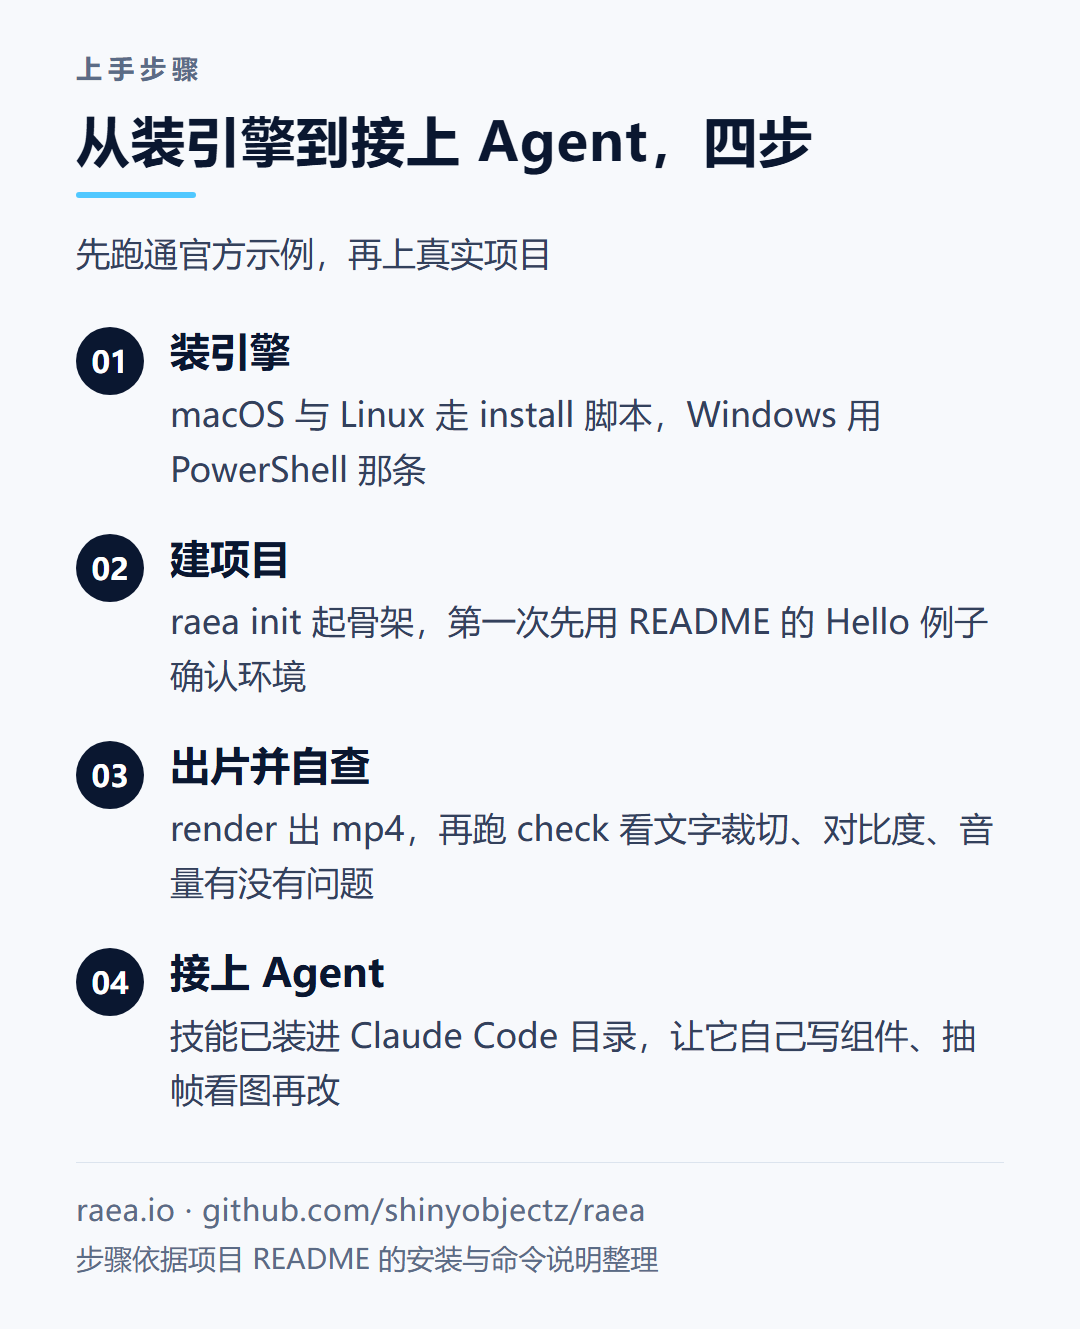 上手步骤
从装引擎到接上 Agent，四步
先跑通官方示例，再上真实项目
01
装引擎
macOS 与 Linux 走 install 脚本，Windows 用
PowerShell 那条
02
建项目
raea init 起骨架，第一次先用 README 的 Hello 例子
确认环境
03
出片并自查
render 出 mp4，再跑 check 看文字裁切、对比度、音
量有没有问题
04
接上 Agent
技能已装进 Claude Code 目录，让它自己写组件、抽
帧看图再改
raea.io · github.com/shinyobjectz/raea
步骤依据项目 README 的安装与命令说明整理